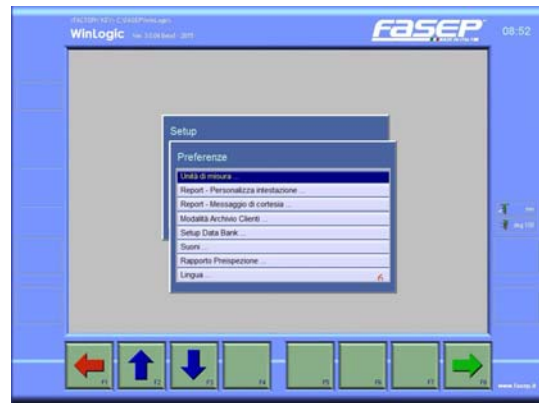 WinLogic
FASEP
08:52
Setup
Preferenze
Unità di misura ...
Report - Personalizza intestazione ...
Report - Messaggio di cortesia ...
Modalità Archivio Clienti ...
Setup Data Bank ...
Suoni ...
Rapporto Preispezione ...
Lingua ...
F1
F2
F3
F4
F5
F6
F7
F8
www.fasep.it